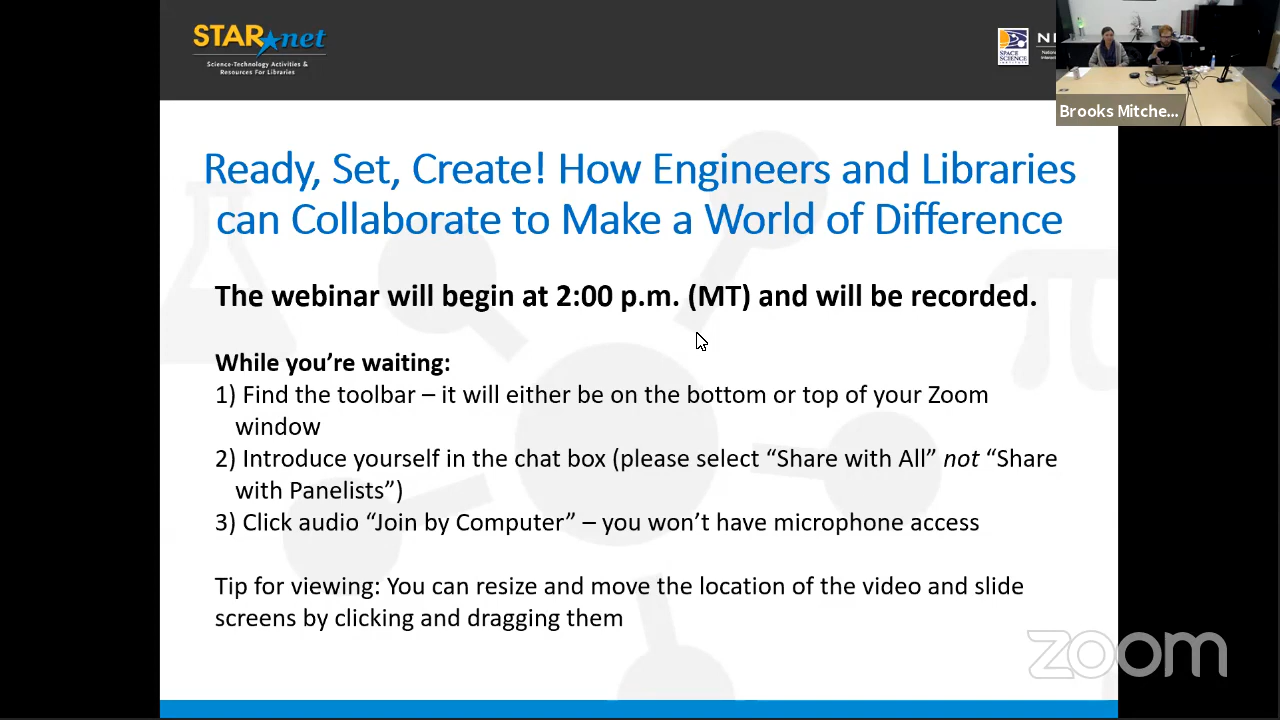 STAR net
Science-Technology Activities &
Resources For Libraries
SPACE
SCIENCE
INSTITUTE
Brooks Mitche...
Ready, Set, Create! How Engineers and Libraries
can Collaborate to Make a World of Difference
The webinar will begin at 2:00 p.m. (MT) and will be recorded.
While you’re waiting:
1) Find the toolbar – it will either be on the bottom or top of your Zoom
window
2) Introduce yourself in the chat box (please select “Share with All” not “Share
with Panelists”)
3) Click audio “Join by Computer” – you won’t have microphone access
Tip for viewing: You can resize and move the location of the video and slide
screens by clicking and dragging them
zoom